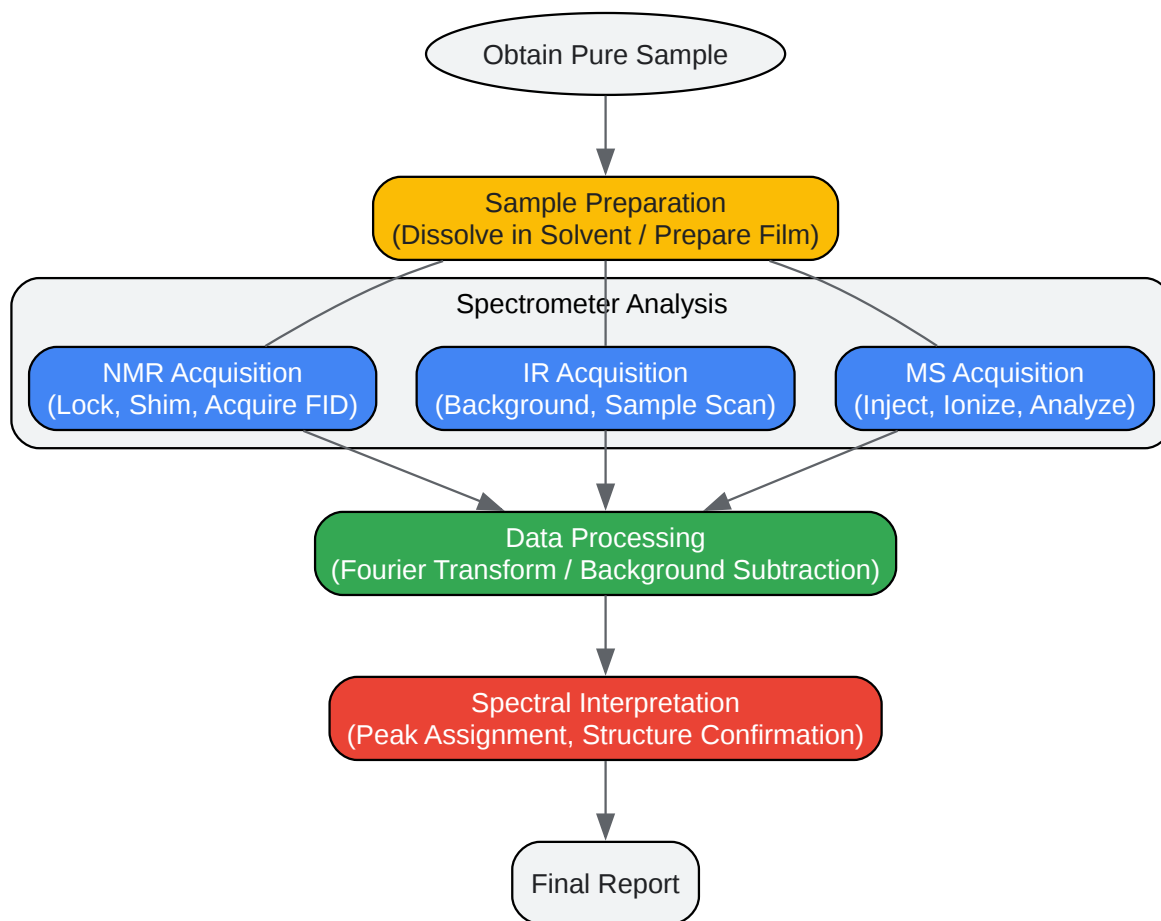 Obtain Pure Sample
Sample Preparation
(Dissolve in Solvent / Prepare Film)
Spectrometer Analysis
NMR Acquisition
(Lock, Shim, Acquire FID)
IR Acquisition
(Background, Sample Scan)
MS Acquisition
(Inject, Ionize, Analyze)
Data Processing
(Fourier Transform / Background Subtraction)
Spectral Interpretation
(Peak Assignment, Structure Confirmation)
Final Report